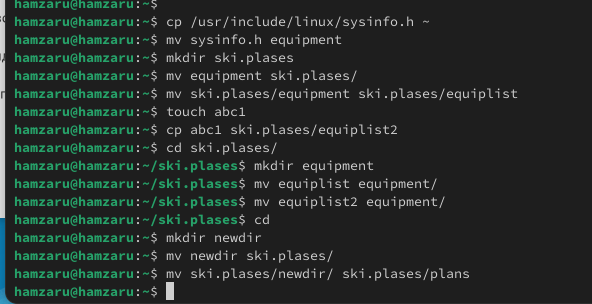 hamzaru@hamzaru:~$
hamzaru@hamzaru:~$ cp /usr/include/linux/sysinfo.h ~
hamzaru@hamzaru:~$ mv sysinfo.h equipment
hamzaru@hamzaru:~$ mkdir ski.plases
hamzaru@hamzaru:~$ mv equipment ski.plases/
hamzaru@hamzaru:~$ mv ski.plases/equipment ski.plases/equiplist
hamzaru@hamzaru:~$ touch abc1
hamzaru@hamzaru:~$ cp abc1 ski.plases/equiplist2
hamzaru@hamzaru:~$ cd ski.plases/
hamzaru@hamzaru:~/ski.plases$ mkdir equipment
hamzaru@hamzaru:~/ski.plases$ mv equiplist equipment/
hamzaru@hamzaru:~/ski.plases$ mv equiplist2 equipment/
hamzaru@hamzaru:~/ski.plases$ cd
hamzaru@hamzaru:~$ mkdir newdir
hamzaru@hamzaru:~$ mv newdir ski.plases/
hamzaru@hamzaru:~$ mv ski.plases/newdir/ ski.plases/plans
hamzaru@hamzaru:~$